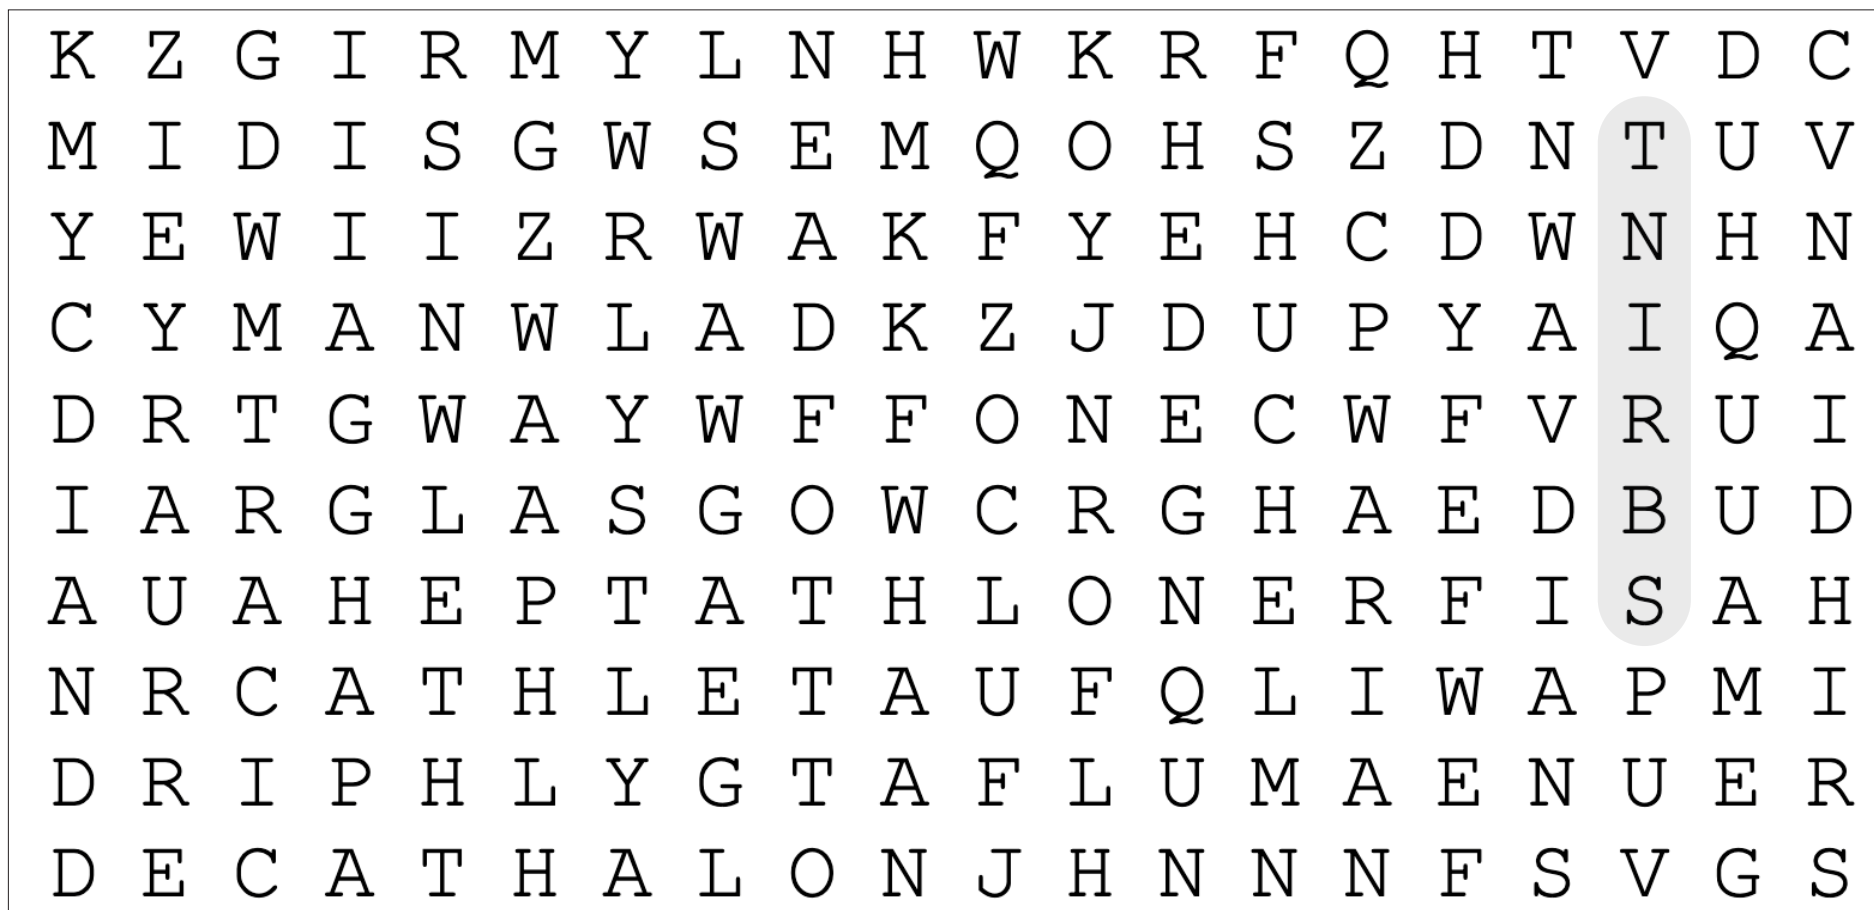 K Z G I R M Y L N H W K R F Q H T V D C
M I D I S G W S E M Q O H S Z D N T U V
Y E W I I Z R W A K F Y E H C D W N H N
C Y M A N W L A D K Z J D U P Y A I Q A
D R T G W A Y W F F O N E C W F V R U I
I A R G L A S G O W C R G H A E D B U D
A U A H E P T A T H L O N E R F I S A H
N R C A T H L E T A U F Q L I W A P M I
D R I P H L Y G T A F L U M A E N U E R
D E C A T H A L O N J H N N N F S V G S